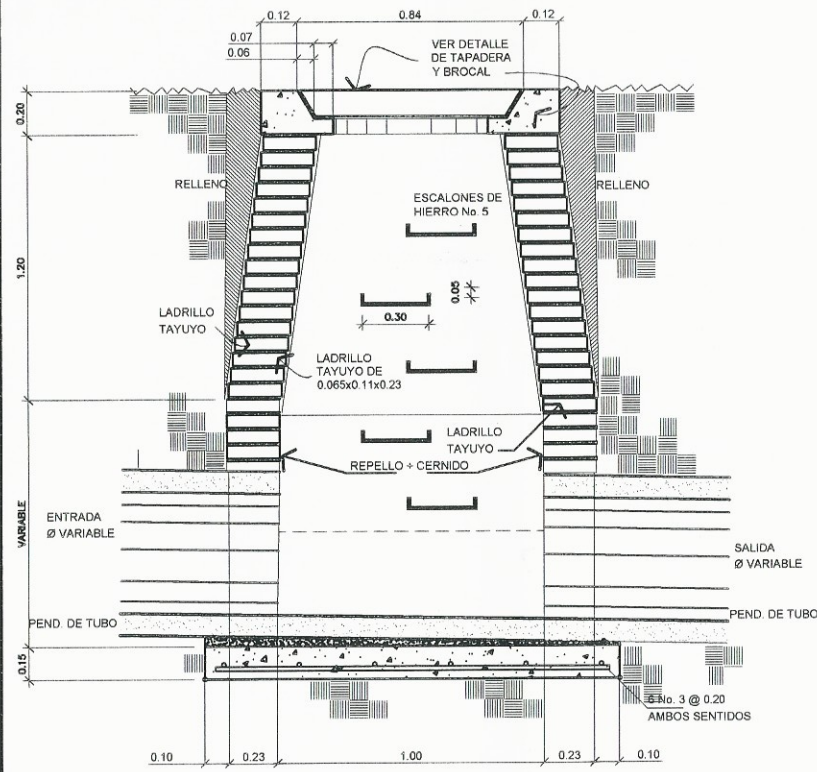 0.12
0.84
0.12
0.07
0.06
VER DETALLE
DE TAPADERA
Y BROCAL
0.20
RELLENO
RELLENO
ESCALONES DE
HIERRO No. 5
1.20
0.05
0.30
LADRILLO
TAYUYO
LADRILLO
TAYUYO DE
0.065x0.11x0.23
LADRILLO
TAYUYO
REPELLO + CERNIDO
VARIABLE
ENTRADA
Ø VARIABLE
SALIDA
Ø VARIABLE
PEND. DE TUBO
PEND. DE TUBO
0.15
6 No. 3 @ 0.20
AMBOS SENTIDOS
0.10
0.23
1.00
0.23
0.10